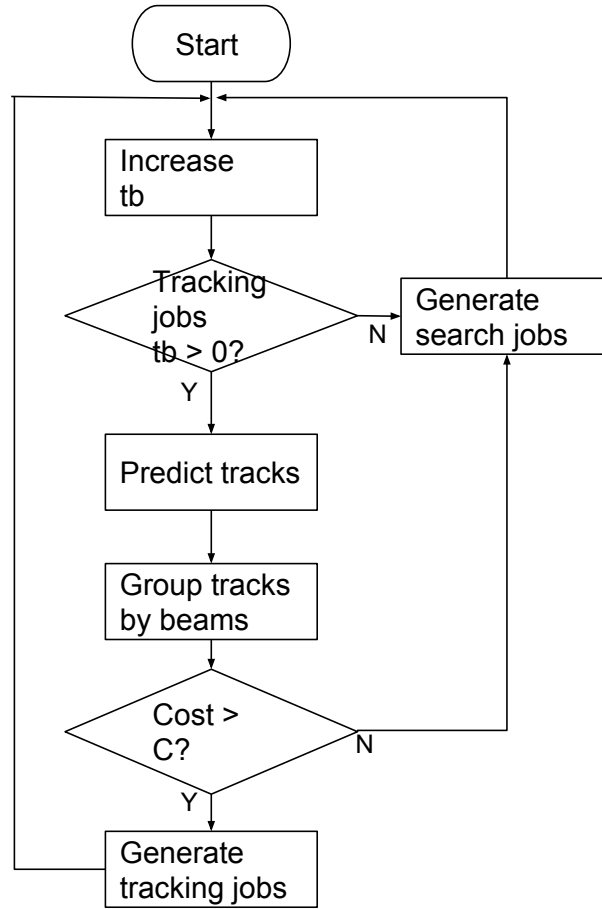 Start
Increase
tb
Tracking
jobs
tb > 0?
N
Generate
search jobs
Y
Predict tracks
Group tracks
by beams
Cost >
C?
N
Y
Generate
tracking jobs